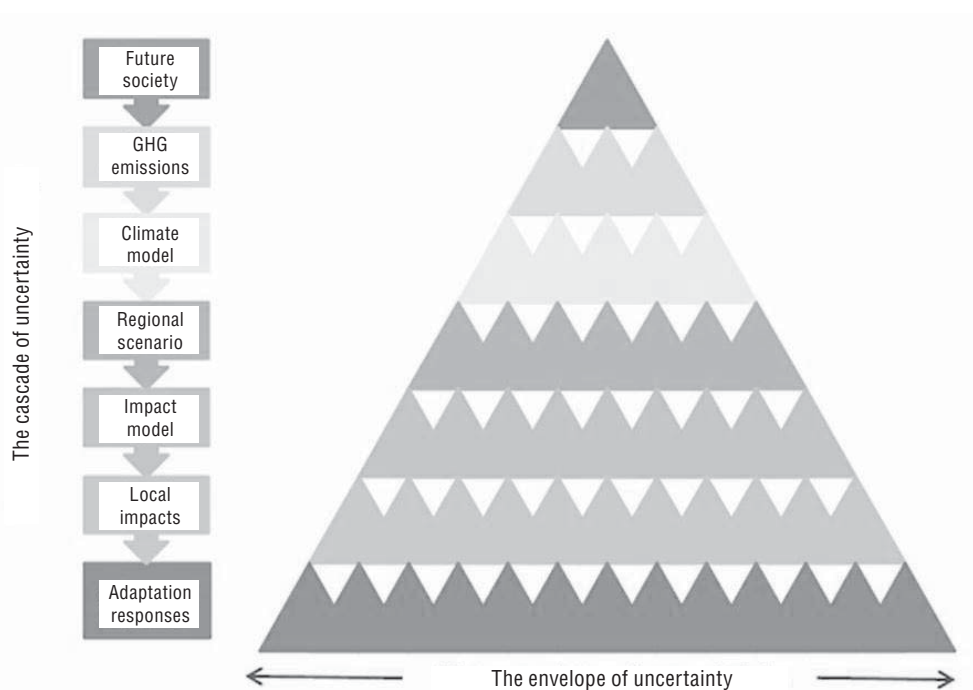 The cascade of uncertainty
Future
society
GHG
emissions
Climate
model
Regional
scenario
Impact
model
Local
impacts
Adaptation
responses
The envelope of uncertainty